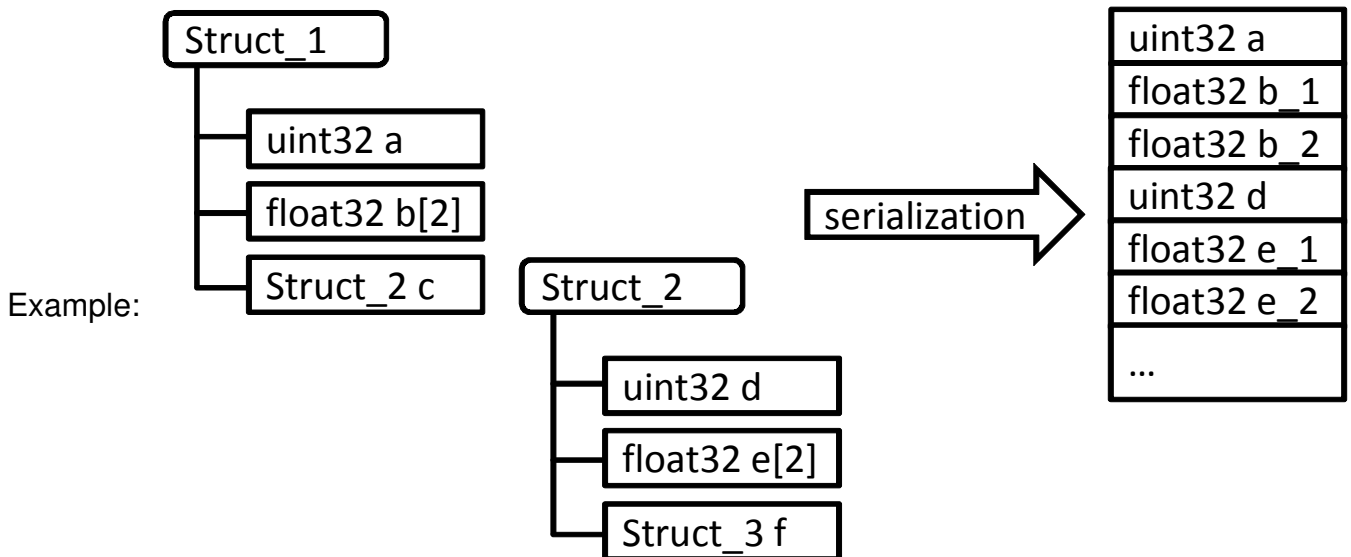 Struct_1
uint32 a
float32 b[2]
Struct_2 c
Example:
Struct_2
uint32 d
float32 e[2]
Struct_3 f
serialization
uint32 a
float32 b_1
float32 b_2
uint32 d
float32 e_1
float32 e_2
...